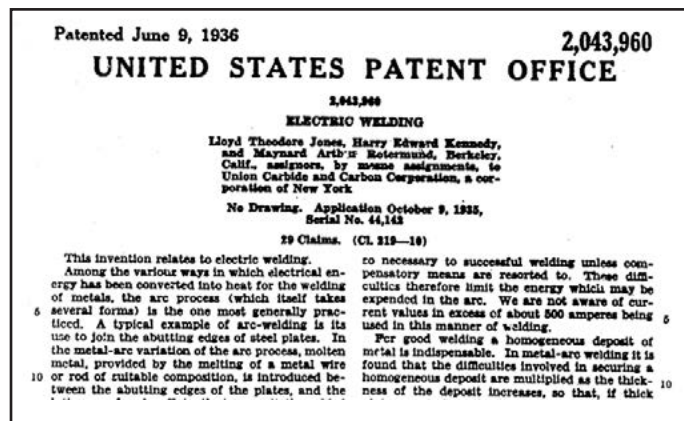 Patented June 9, 1936
2,043,960
UNITED STATES PATENT OFFICE
2,043,960
ELECTRIC WELDING
Lloyd Theodore Jones, Harry Edward Kennedy,
and Maynard Arthur Rotermund, Berkeley,
Calif., assignors, by mesne assignments, to
Union Carbide and Carbon Corporation, a cor-
poration of New York
No Drawing. Application October 9, 1935,
Serial No. 44,142
29 Claims. (Cl. 219—10)
This invention relates to electric welding.
Among the various ways in which electrical en-
ergy has been converted into heat for the welding
of metals, the arc process (which itself takes
5 several forms) is the one most generally prac-
ticed. A typical example of arc-welding is its
use to join the abutting edges of steel plates. In
the metal-arc variation of the arc process, molten
metal, provided by the melting of a metal wire
10 or rod of suitable composition, is introduced be-
tween the abutting edges of the plates, and the
so necessary to successful welding unless com-
pensatory means are resorted to. These diffi-
culties therefore limit the energy which may be
expended in the arc. We are not aware of cur-
rent values in excess of about 500 amperes being 5
used in this manner of welding.
For good welding a homogeneous deposit of
metal is indispensable. In metal-arc welding it is
found that the difficulties involved in securing a
homogeneous deposit are multiplied as the thick- 10
ness of the deposit increases, so that, if thick